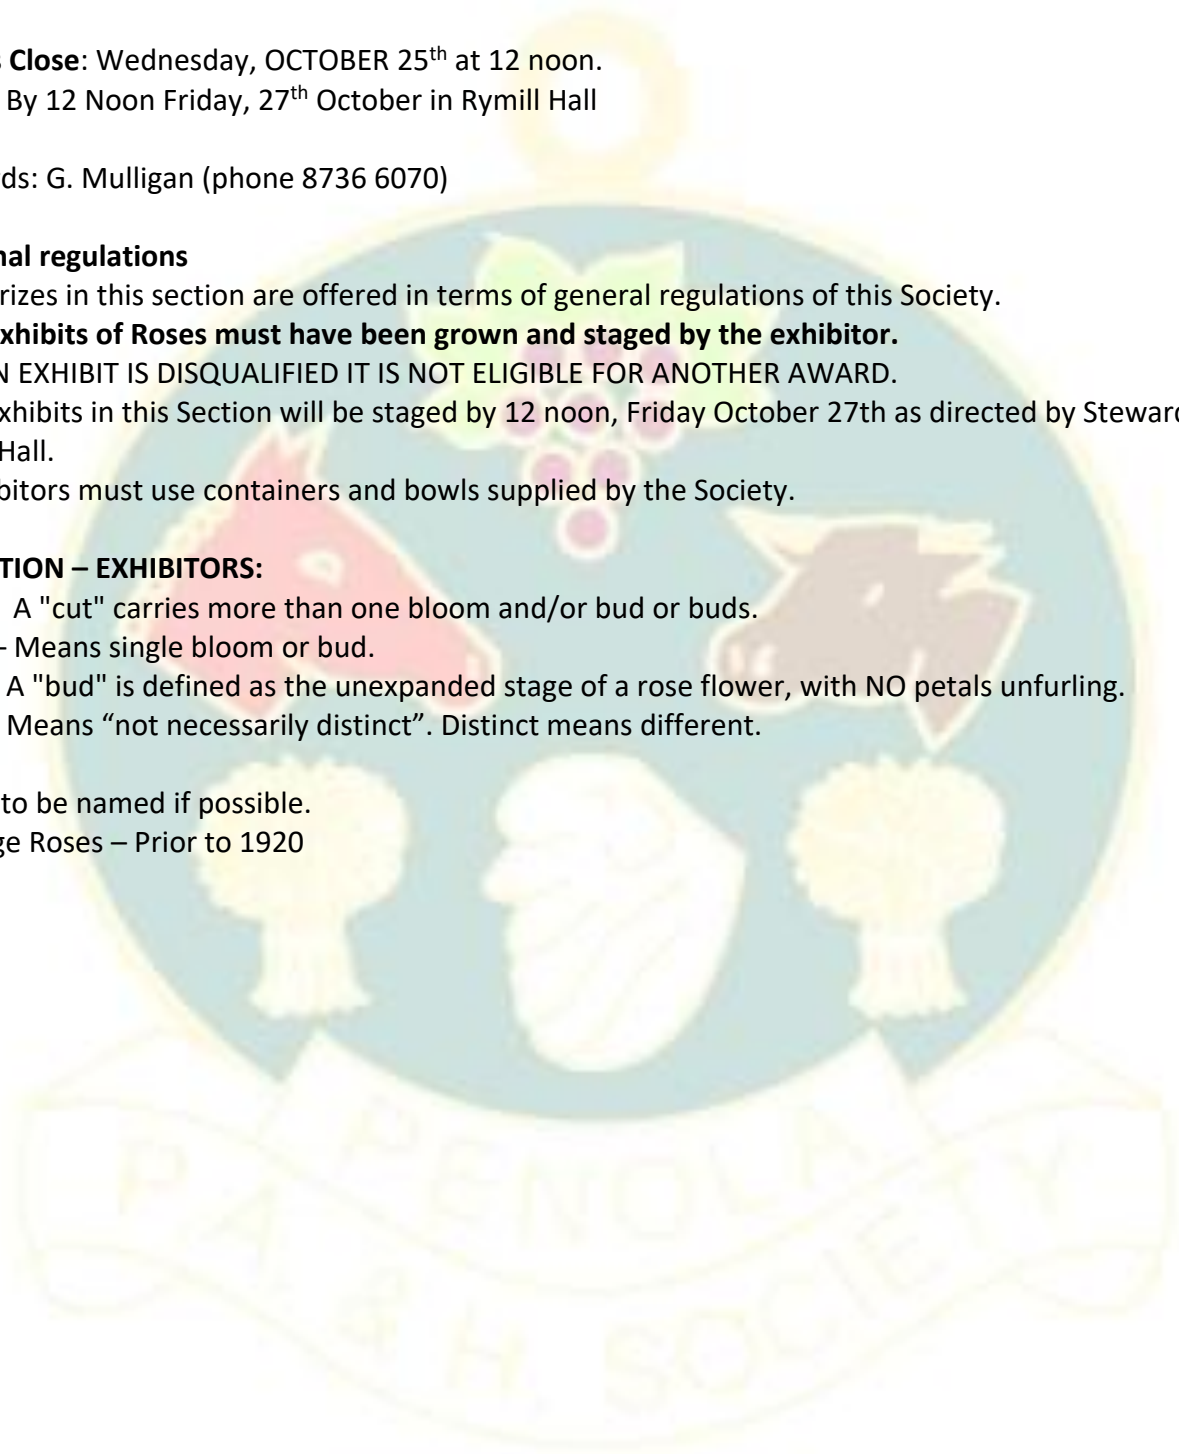 s Close: Wednesday, OCTOBER 25th at 12 noon.
By 12 Noon Friday, 27th October in Rymill Hall
rds: G. Mulligan (phone 8736 6070)
nal regulations
rizes in this section are offered in terms of general regulations of this Society.
xhibits of Roses must have been grown and staged by the exhibitor.
N EXHIBIT IS DISQUALIFIED IT IS NOT ELIGIBLE FOR ANOTHER AWARD.
xhibits in this Section will be staged by 12 noon, Friday October 27th as directed by Steward
Hall.
bitors must use containers and bowls supplied by the Society.
TION – EXHIBITORS:
A "cut" carries more than one bloom and/or bud or buds.
- Means single bloom or bud.
A "bud" is defined as the unexpanded stage of a rose flower, with NO petals unfurling.
Means “not necessarily distinct”. Distinct means different.
to be named if possible.
ge Roses – Prior to 1920
PENOLA
P. A. & H. SOCIETY